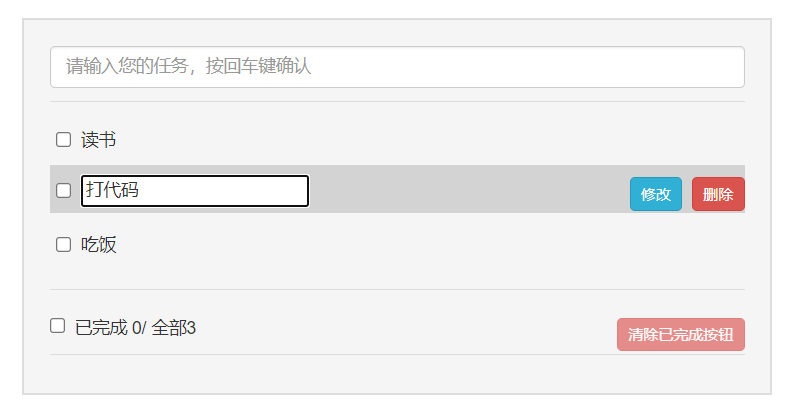 请输入您的任务，按回车键确认
读书
打代码 修改 删除
吃饭
已完成 0/ 全部3 清除已完成按钮